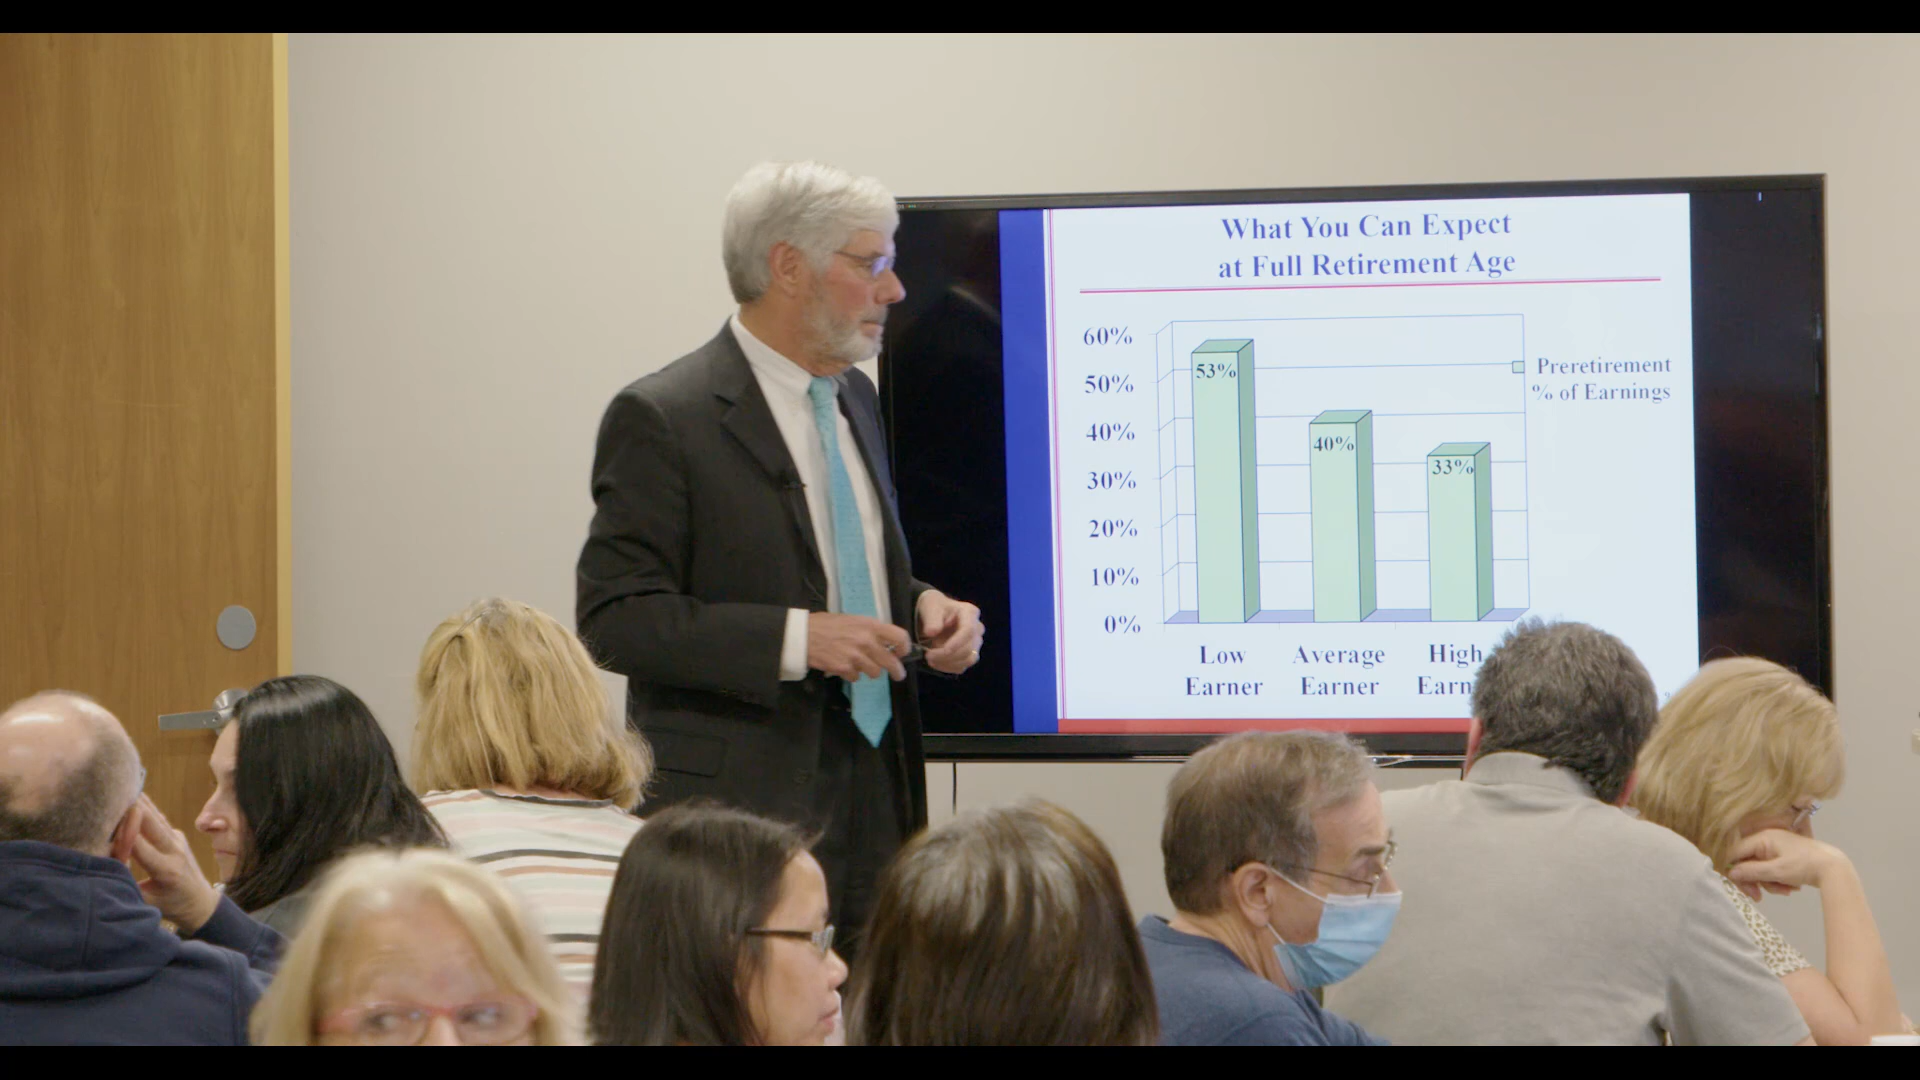 What You Can Expect
at Full Retirement Age
60%
50%
40%
30%
20%
10%
0%
53%
40%
33%
Preretirement
% of Earnings
Low
Earner
Average
Earner
High